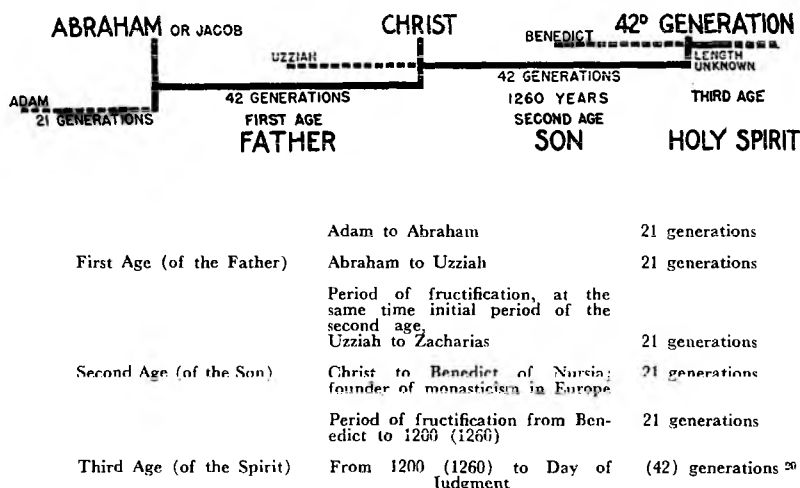 ABRAHAM OR JACOB CHRIST BENEDICT 42º GENERATION
UZZIAH LENGTH UNKNOWN
ADAM 42 GENERATIONS 42 GENERATIONS
21 GENERATIONS FIRST AGE 1260 YEARS THIRD AGE
SECOND AGE
FATHER SON HOLY SPIRIT
Adam to Abraham 21 generations
First Age (of the Father) Abraham to Uzziah 21 generations
Period of fructification, at the
same time initial period of the
second age,
Uzziah to Zacharias 21 generations
Second Age (of the Son) Christ to Benedict of Nursia; 21 generations
founder of monasticism in Europe
Period of fructification from Ben- 21 generations
edict to 1200 (1260)
Third Age (of the Spirit) From 1200 (1260) to Day of (42) generations 20
Judgment